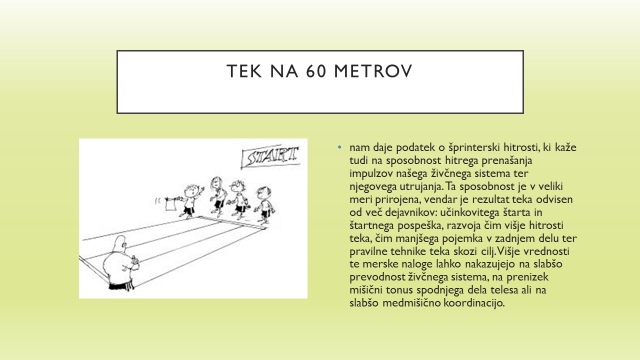 TEK NA 60 METROV
START
• nam daje podatek o šprinterski hitrosti, ki kaže
tudi na sposobnost hitrega prenašanja
impulzov našega živčnega sistema ter
njegovega utrujanja. Ta sposobnost je v veliki
meri prirojena, vendar je rezultat teka odvisen
od več dejavnikov: učinkovitega štarta in
štartnega pospeška, razvoja čim višje hitrosti
teka, čim manjšega pojemka v zadnjem delu ter
pravilne tehnike teka skozi cilj. Višje vrednosti
te merske naloge lahko nakazujejo na slabšo
prevodnost živčnega sistema, na prenizek
mišični tonus spodnjega dela telesa ali na
slabšo medmišično koordinacijo.